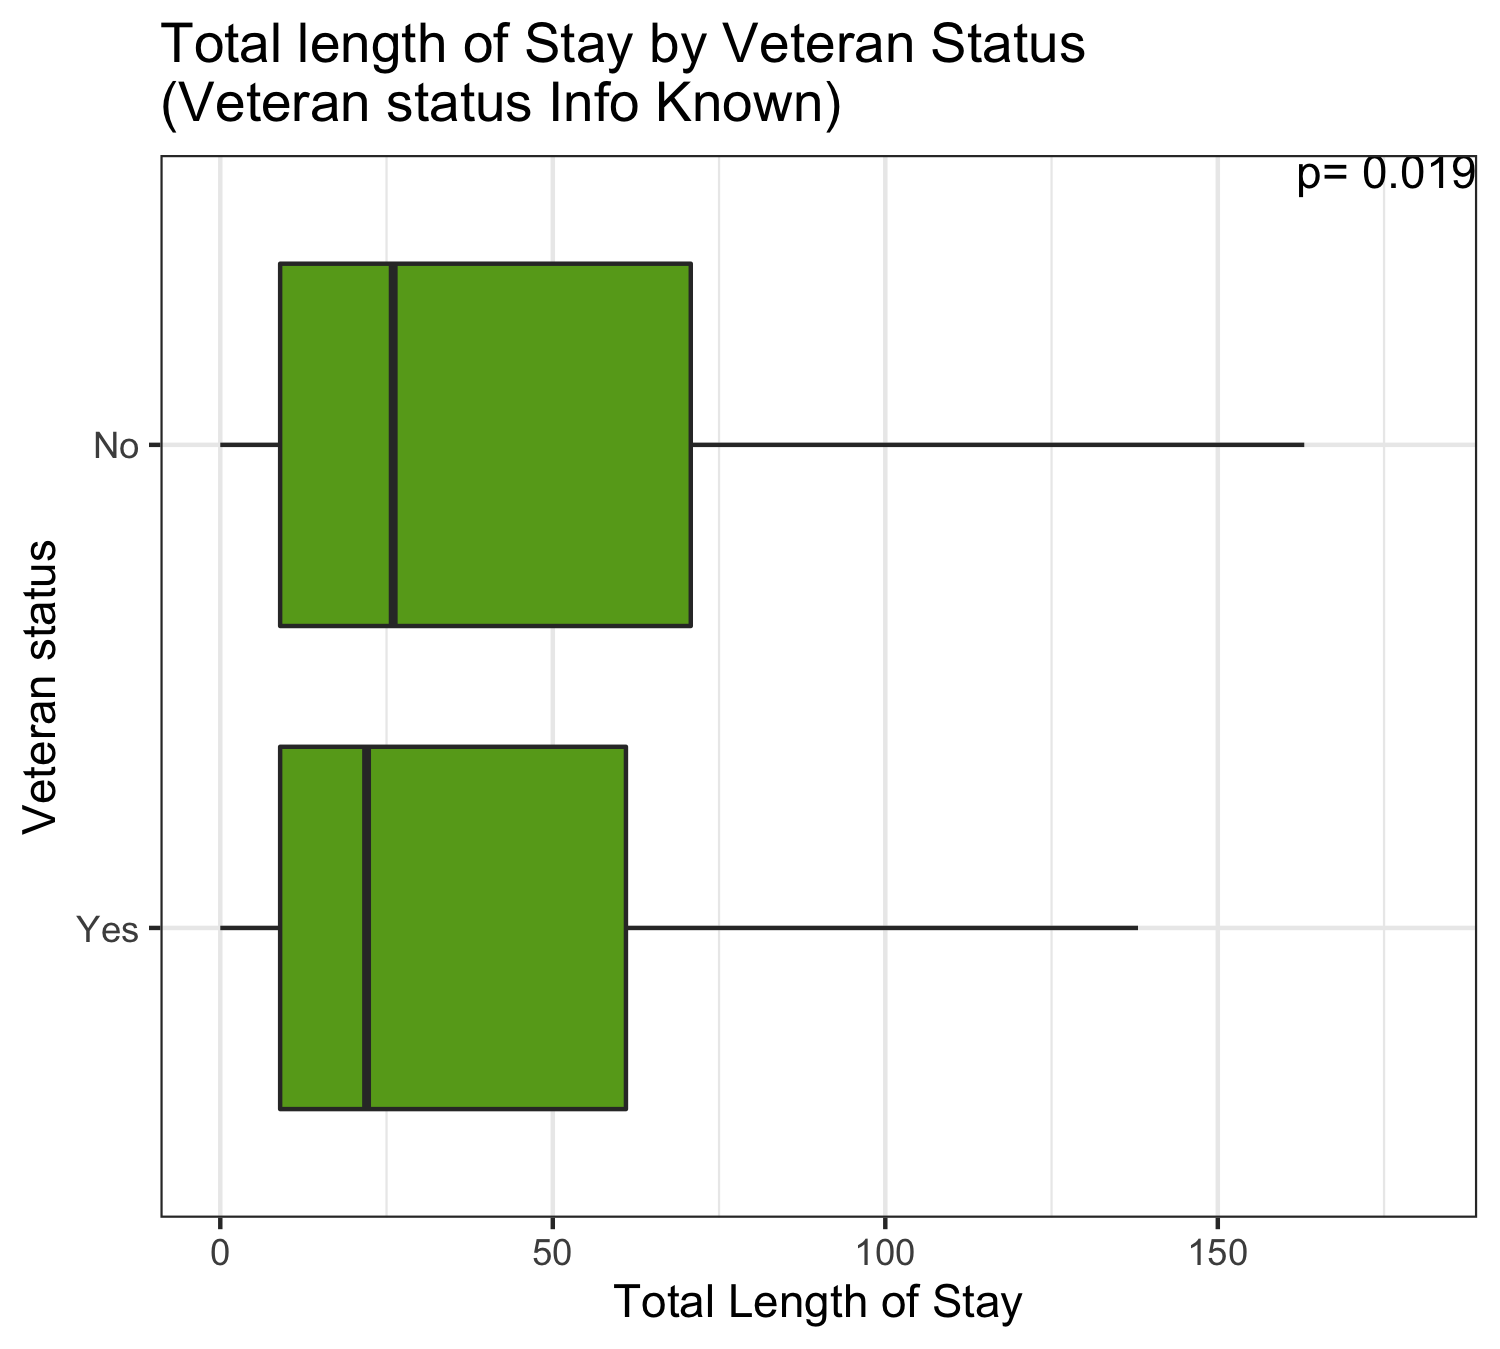 Total length of Stay by Veteran Status
(Veteran status Info Known)
p= 0.019
Veteran status
No
Yes
0
50
100
150
Total Length of Stay